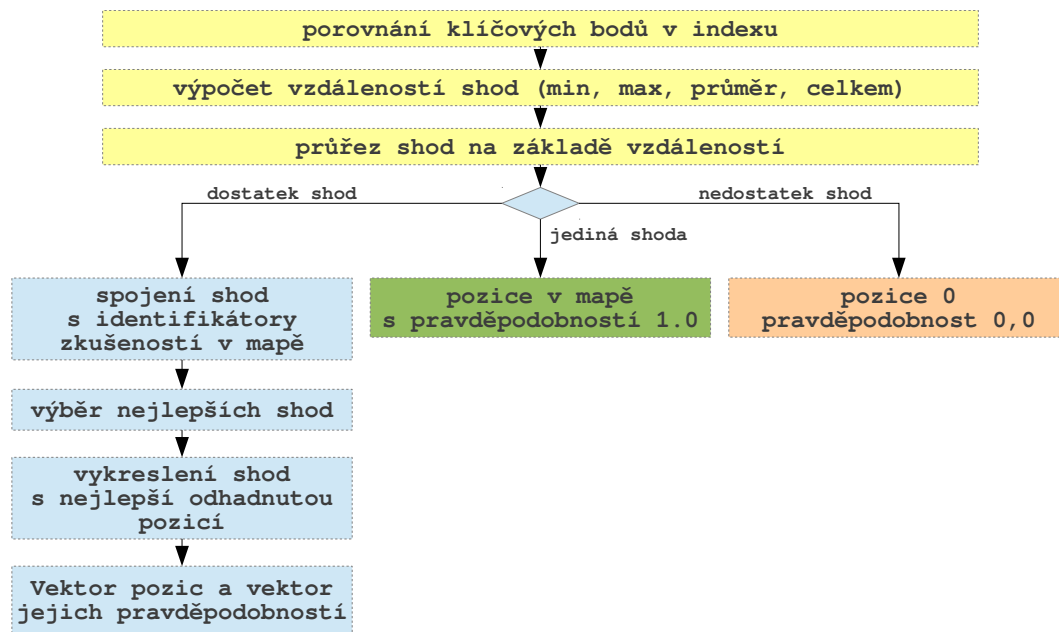 porovnání klíčových bodů v indexu
výpočet vzdáleností shod (min, max, průměr, celkem)
průřez shod na základě vzdáleností
dostatek shod
nedostatek shod
jediná shoda
spojení shod
s identifikátory
zkušeností v mapě
pozice v mapě
s pravděpodobností 1.0
pozice 0
pravděpodobnost 0,0
výběr nejlepších shod
vykreslení shod
s nejlepší odhadnutou
pozicí
Vektor pozic a vektor
jejich pravděpodobností